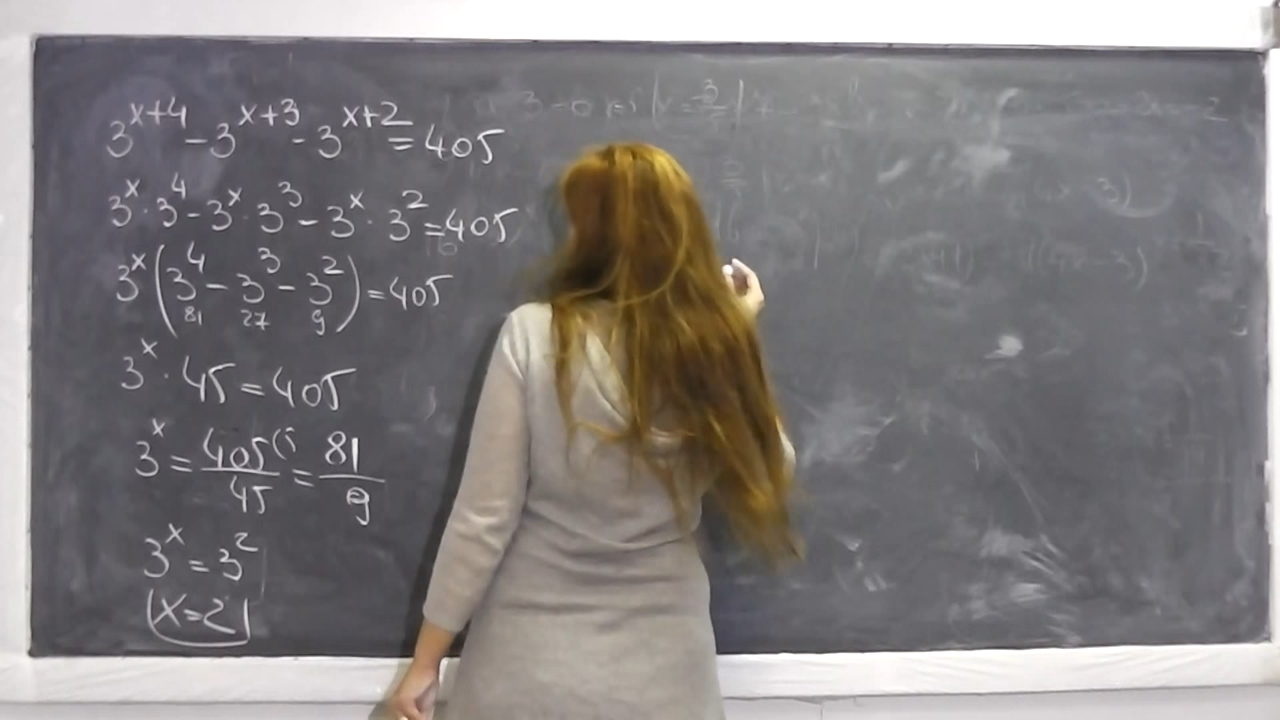 3^{x+4} - 3^{x+3} - 3^{x+2} = 405
3^x · 3^4 - 3^x · 3^3 - 3^x · 3^2 = 405
3^x (3^4 - 3^3 - 3^2) = 405
81 27 9
3^x · 45 = 405
3^x = 405/45 = 81/9
3^x = 3^2
x = 2